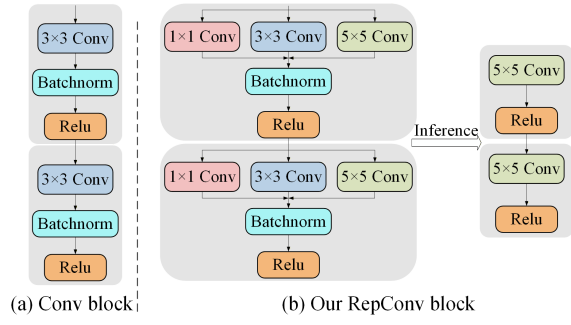 3×3 Conv
Batchnorm
Relu
3×3 Conv
Batchnorm
Relu
(a) Conv block
1×1 Conv 3×3 Conv 5×5 Conv
Batchnorm
Relu
1×1 Conv 3×3 Conv 5×5 Conv
Batchnorm
Relu
Inference
5×5 Conv
Relu
5×5 Conv
Relu
(b) Our RepConv block